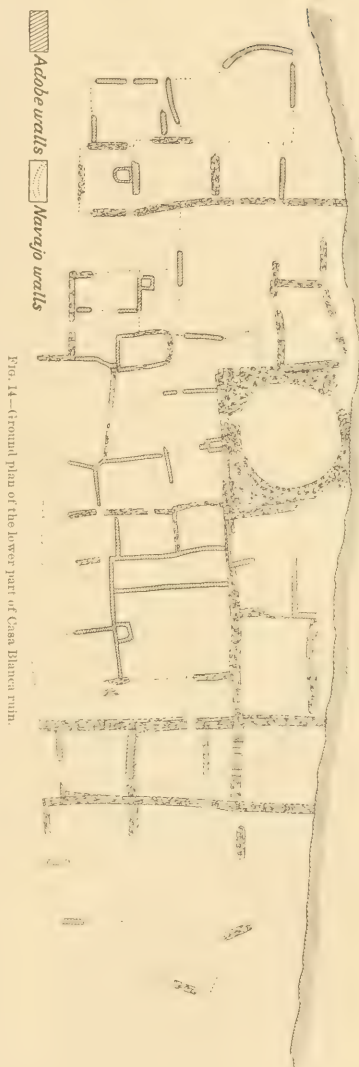 Adobe walls Navajo walls
FIG. 14—Ground plan of the lower part of Casa Blanca ruin.